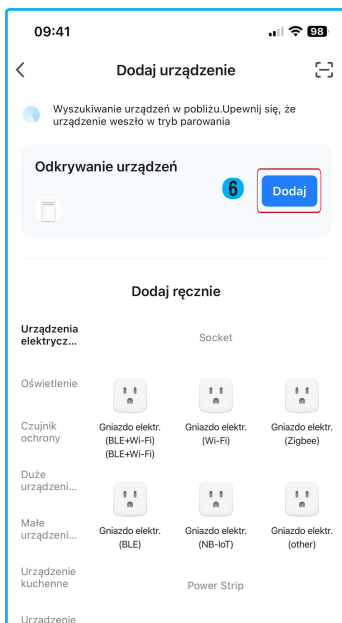 09:41
98
Dodaj urządzenie
Wyszukiwanie urządzeń w pobliżu.Upewnij się, że
urządzenie weszło w tryb parowania
Odkrywanie urządzeń
6
Dodaj
Dodaj ręcznie
Urządzenia
elektrycz...
Socket
Oświetlenie
Czujnik
ochrony
Duże
urządzeni...
Małe
urządzeni...
Urządzenie
kuchenne
Urządzenie
Gniazdo elektr.
(BLE+Wi-Fi)
(BLE+Wi-Fi)
Gniazdo elektr.
(Wi-Fi)
Gniazdo elektr.
(Zigbee)
Gniazdo elektr.
(BLE)
Gniazdo elektr.
(NB-IoT)
Gniazdo elektr.
(other)
Power Strip